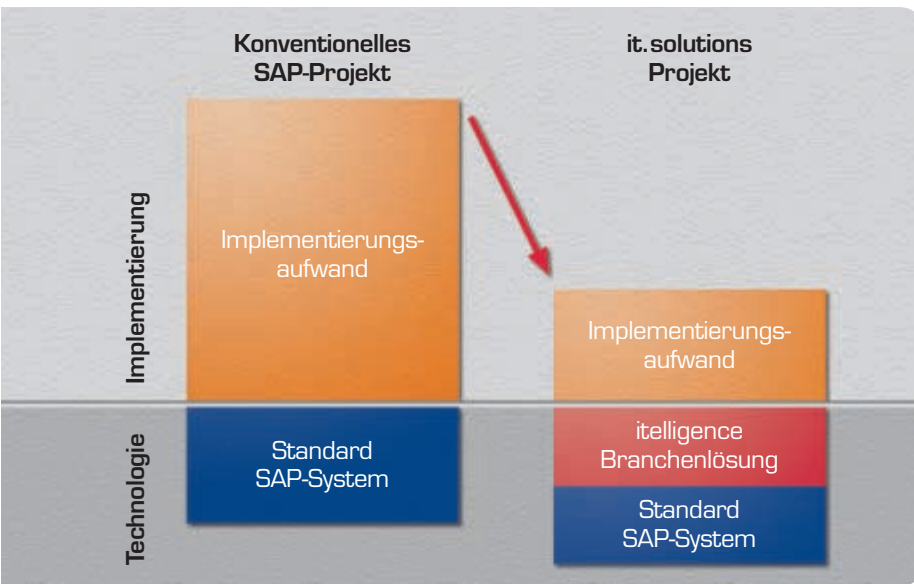 Konventionelles
SAP-Projekt
it.solutions
Projekt
Implementierung
Implementierungs-
aufwand
Implementierungs-
aufwand
Technologie
Standard
SAP-System
itelligence
Branchenlösung
Standard
SAP-System